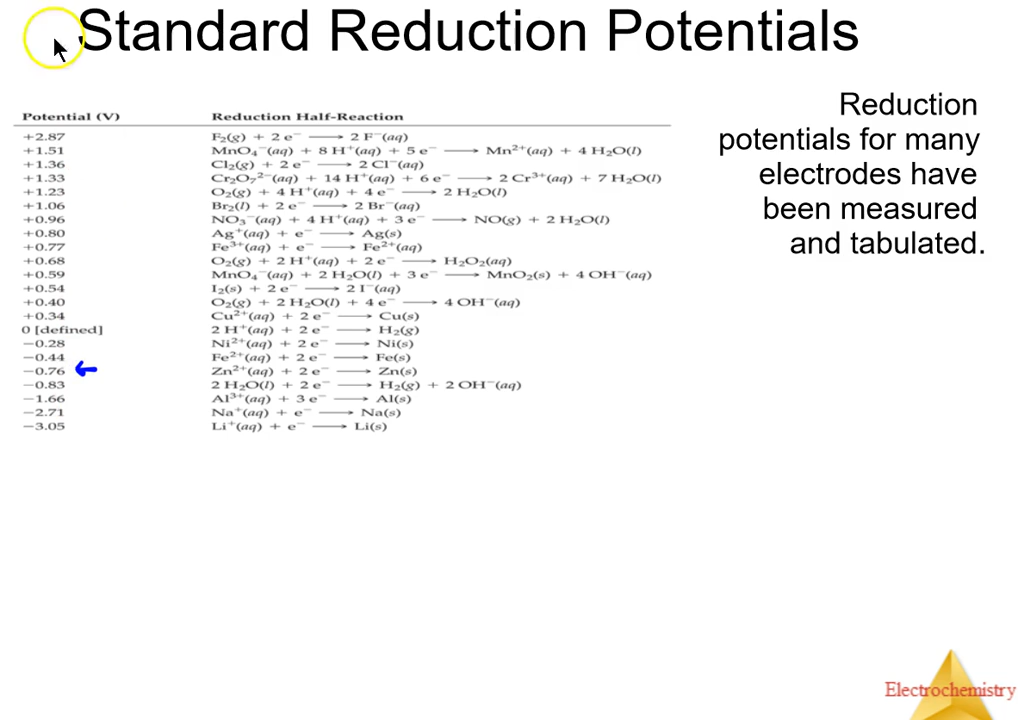 Standard Reduction Potentials
Reduction
potentials for many
electrodes have
been measured
and tabulated.
Potential (V) Reduction Half-Reaction
+2.87 F₂(g) + 2 e⁻ ⟶ 2 F⁻(aq)
+1.51 MnO₄⁻(aq) + 8 H⁺(aq) + 5 e⁻ ⟶ Mn²⁺(aq) + 4 H₂O(l)
+1.36 Cl₂(g) + 2 e⁻ ⟶ 2 Cl⁻(aq)
+1.33 Cr₂O₇²⁻(aq) + 14 H⁺(aq) + 6 e⁻ ⟶ 2 Cr³⁺(aq) + 7 H₂O(l)
+1.23 O₂(g) + 4 H⁺(aq) + 4 e⁻ ⟶ 2 H₂O(l)
+1.06 Br₂(l) + 2 e⁻ ⟶ 2 Br⁻(aq)
+0.96 NO₃⁻(aq) + 4 H⁺(aq) + 3 e⁻ ⟶ NO(g) + 2 H₂O(l)
+0.80 Ag⁺(aq) + e⁻ ⟶ Ag(s)
+0.77 Fe³⁺(aq) + e⁻ ⟶ Fe²⁺(aq)
+0.68 O₂(g) + 2 H⁺(aq) + 2 e⁻ ⟶ H₂O₂(aq)
+0.59 MnO₄⁻(aq) + 2 H₂O(l) + 3 e⁻ ⟶ MnO₂(s) + 4 OH⁻(aq)
+0.54 I₂(s) + 2 e⁻ ⟶ 2 I⁻(aq)
+0.40 O₂(g) + 2 H₂O(l) + 4 e⁻ ⟶ 4 OH⁻(aq)
+0.34 Cu²⁺(aq) + 2 e⁻ ⟶ Cu(s)
0 [defined] 2 H⁺(aq) + 2 e⁻ ⟶ H₂(g)
−0.28 Ni²⁺(aq) + 2 e⁻ ⟶ Ni(s)
−0.44 Fe²⁺(aq) + 2 e⁻ ⟶ Fe(s)
−0.76 Zn²⁺(aq) + 2 e⁻ ⟶ Zn(s)
−0.83 2 H₂O(l) + 2 e⁻ ⟶ H₂(g) + 2 OH⁻(aq)
−1.66 Al³⁺(aq) + 3 e⁻ ⟶ Al(s)
−2.71 Na⁺(aq) + e⁻ ⟶ Na(s)
−3.05 Li⁺(aq) + e⁻ ⟶ Li(s)
Electrochemistry